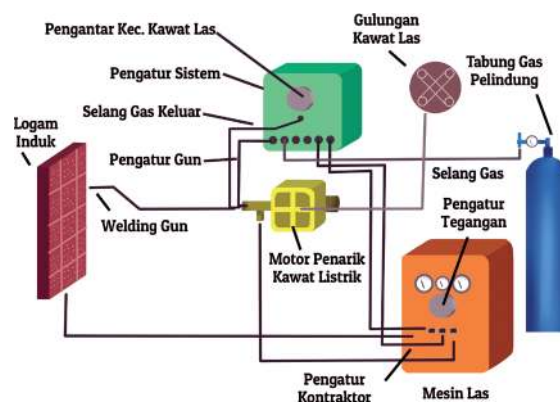 Pengantar Kec. Kawat Las
Gulungan
Kawat Las
Tabung Gas
Pelindung
Pengatur Sistem
Selang Gas Keluar
Logam
Induk
Pengatur Gun
Selang Gas
Welding Gun
Pengatur
Tegangan
Motor Penarik
Kawat Listrik
Pengatur
Kontraktor
Mesin Las